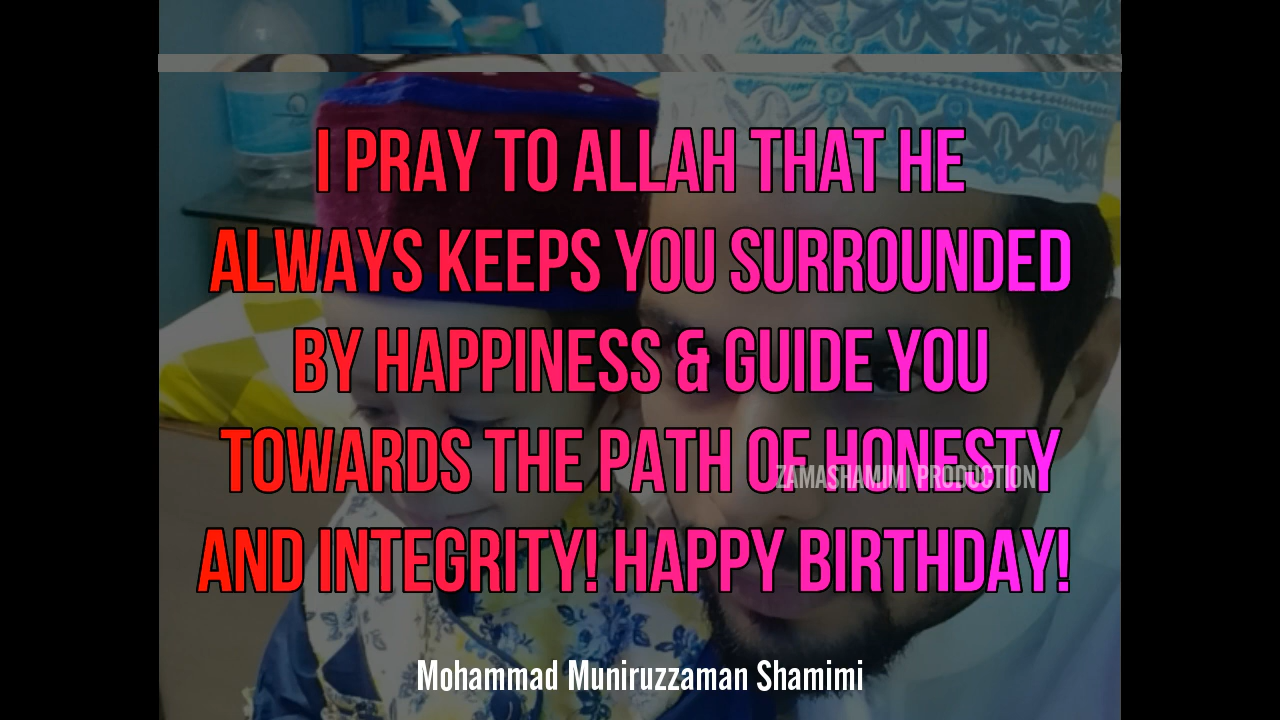 I PRAY TO ALLAH THAT HE
ALWAYS KEEPS YOU SURROUNDED
BY HAPPINESS & GUIDE YOU
TOWARDS THE PATH OF HONESTY
ZAMASHAMIMI PRODUCTION
AND INTEGRITY! HAPPY BIRTHDAY!
Mohammad Muniruzzaman Shamimi